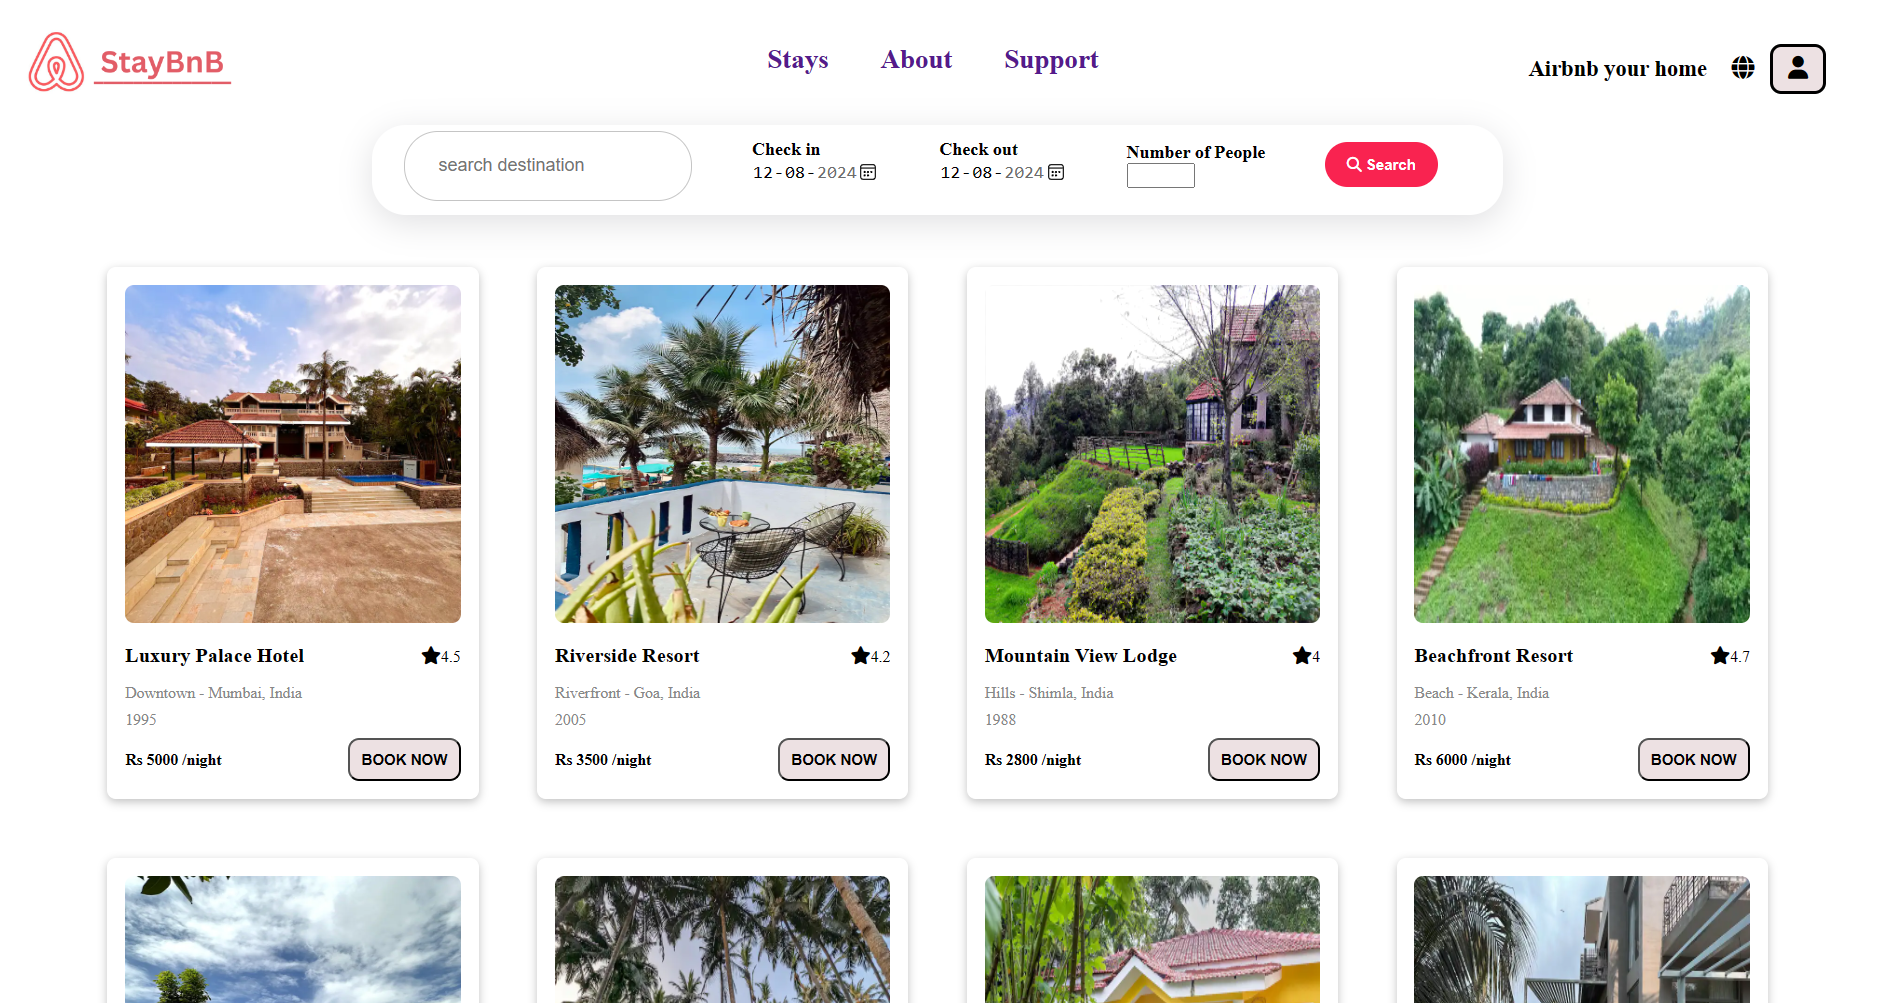 StayBnB
Stays About Support
Airbnb your home
search destination
Check in
12-08-2024
Check out
12-08-2024
Number of People
Search
Luxury Palace Hotel 4.5
Downtown - Mumbai, India
1995
Rs 5000 /night BOOK NOW
Riverside Resort 4.2
Riverfront - Goa, India
2005
Rs 3500 /night BOOK NOW
Mountain View Lodge 4
Hills - Shimla, India
1988
Rs 2800 /night BOOK NOW
Beachfront Resort 4.7
Beach - Kerala, India
2010
Rs 6000 /night BOOK NOW